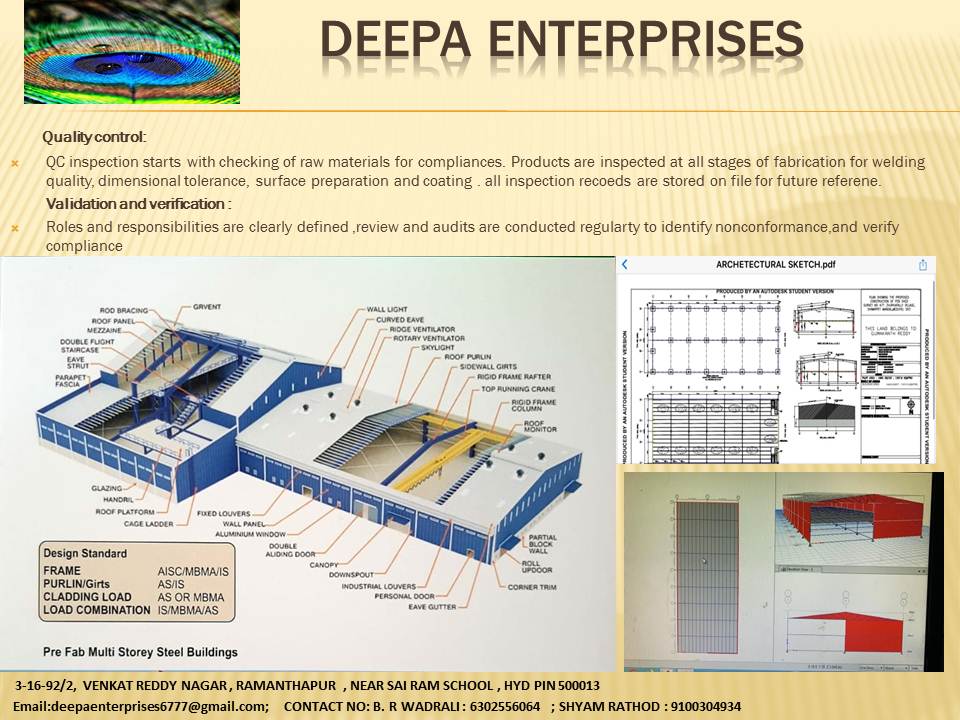 DEEPA ENTERPRISES
Quality control:
QC inspection starts with checking of raw materials for compliances. Products are inspected at all stages of fabrication for welding
quality, dimensional tolerance, surface preparation and coating . all inspection recoeds are stored on file for future referene.
Validation and verification :
Roles and responsibilities are clearly defined ,review and audits are conducted regularty to identify nonconformance,and verify
compliance
ROD BRACING
ROOF PANEL
MEZZAINE
DOUBLE FLIGHT
STAIRCASE
EAVE
STRUT
PARAPET
FASCIA
GRVENT
WALL LIGHT
CURVED EAVE
RIDGE VENTILATOR
ROTARY VENTILATOR
SKYLIGHT
ROOF PURLIN
SIDEWALL GIRTS
RIGID FRAME RAFTER
TOP RUNNING CRANE
RIGID FRAME
COLUMN
ROOF
MONITOR
GLAZING
HANDRIL
ROOF PLATFORM
CAGE LADDER
FIXED LOUVERS
WALL PANEL
ALUMINIUM WINDOW
DOUBLE
ALIDING DOOR
CANOPY
DOWNSPOUT
INDUSTRIAL LOUVERS
PERSONAL DOOR
EAVE GUTTER
PARTIAL
BLOCK
WALL
ROLL
UPDOOR
CORNER TRIM
Design Standard
FRAME AISC/MBMA/IS
PURLIN/Girts AS/IS
CLADDING LOAD AS OR MBMA
LOAD COMBINATION IS/MBMA/AS
Pre Fab Multi Storey Steel Buildings
ARCHETECTURAL SKETCH.pdf
PRODUCED BY AN AUTODESK STUDENT VERSION
PRODUCED BY AN AUTODESK STUDENT VERSION
PRODUCED BY AN AUTODESK STUDENT VERSION
THIS LAND BELONGS TO
3-16-92/2, VENKAT REDDY NAGAR , RAMANTHAPUR , NEAR SAI RAM SCHOOL , HYD PIN 500013
Email:deepaenterprises6777@gmail.com; CONTACT NO: B. R WADRALI : 6302556064 ; SHYAM RATHOD : 9100304934